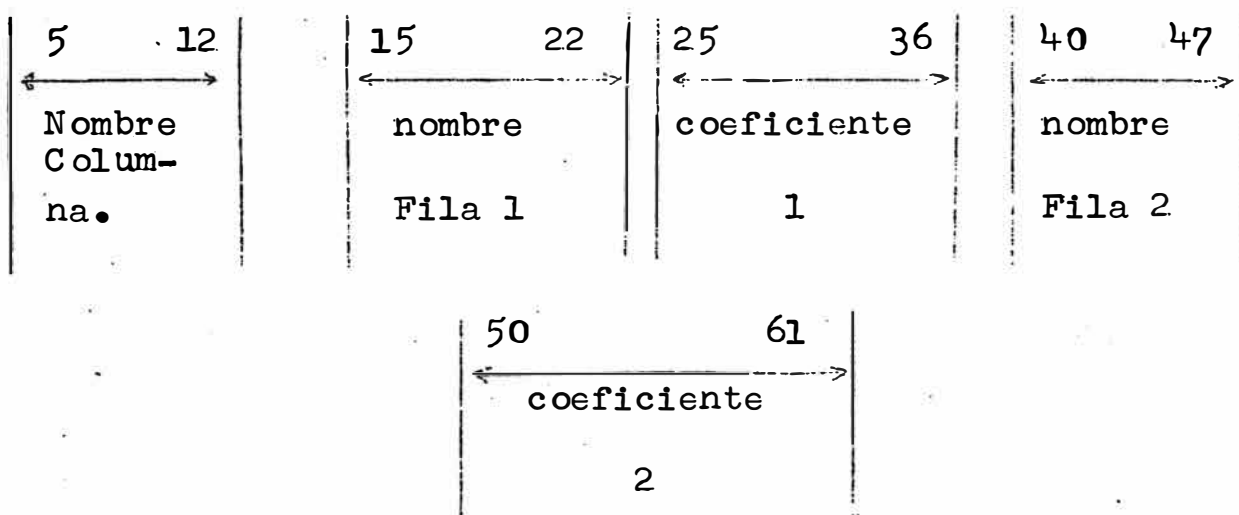 5 12 15 22 25 36 40 47
Nombre nombre coeficiente nombre
Colum-
na. Fila 1 1 Fila 2
50 61
coeficiente
2